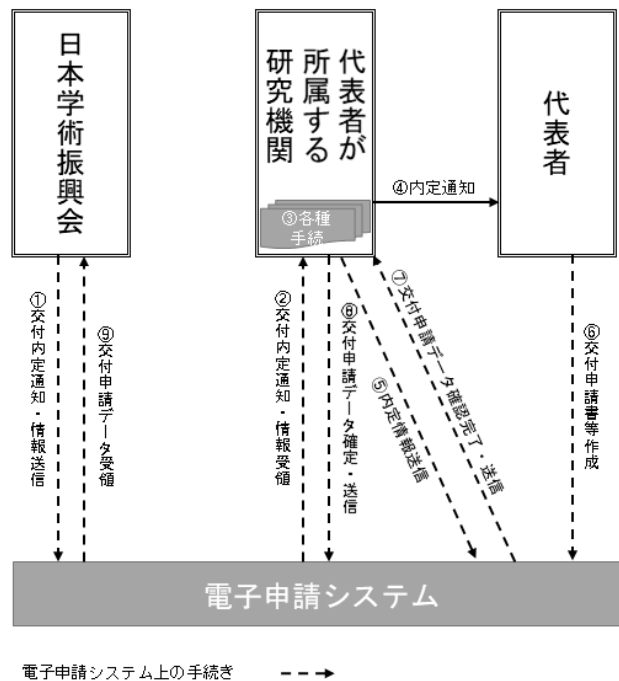 日本学術振興会
代表者が
所属する
研究機関
代表者
③各種
手続
④内定通知
①交付内定通知・情報送信
⑨交付申請データ受領
②交付内定通知・情報受領
⑧交付申請データ確定・送信
⑤内定情報送信
⑦交付申請データ確認完了・送信
⑥交付申請書等作成
電子申請システム
電子申請システム上の手続き